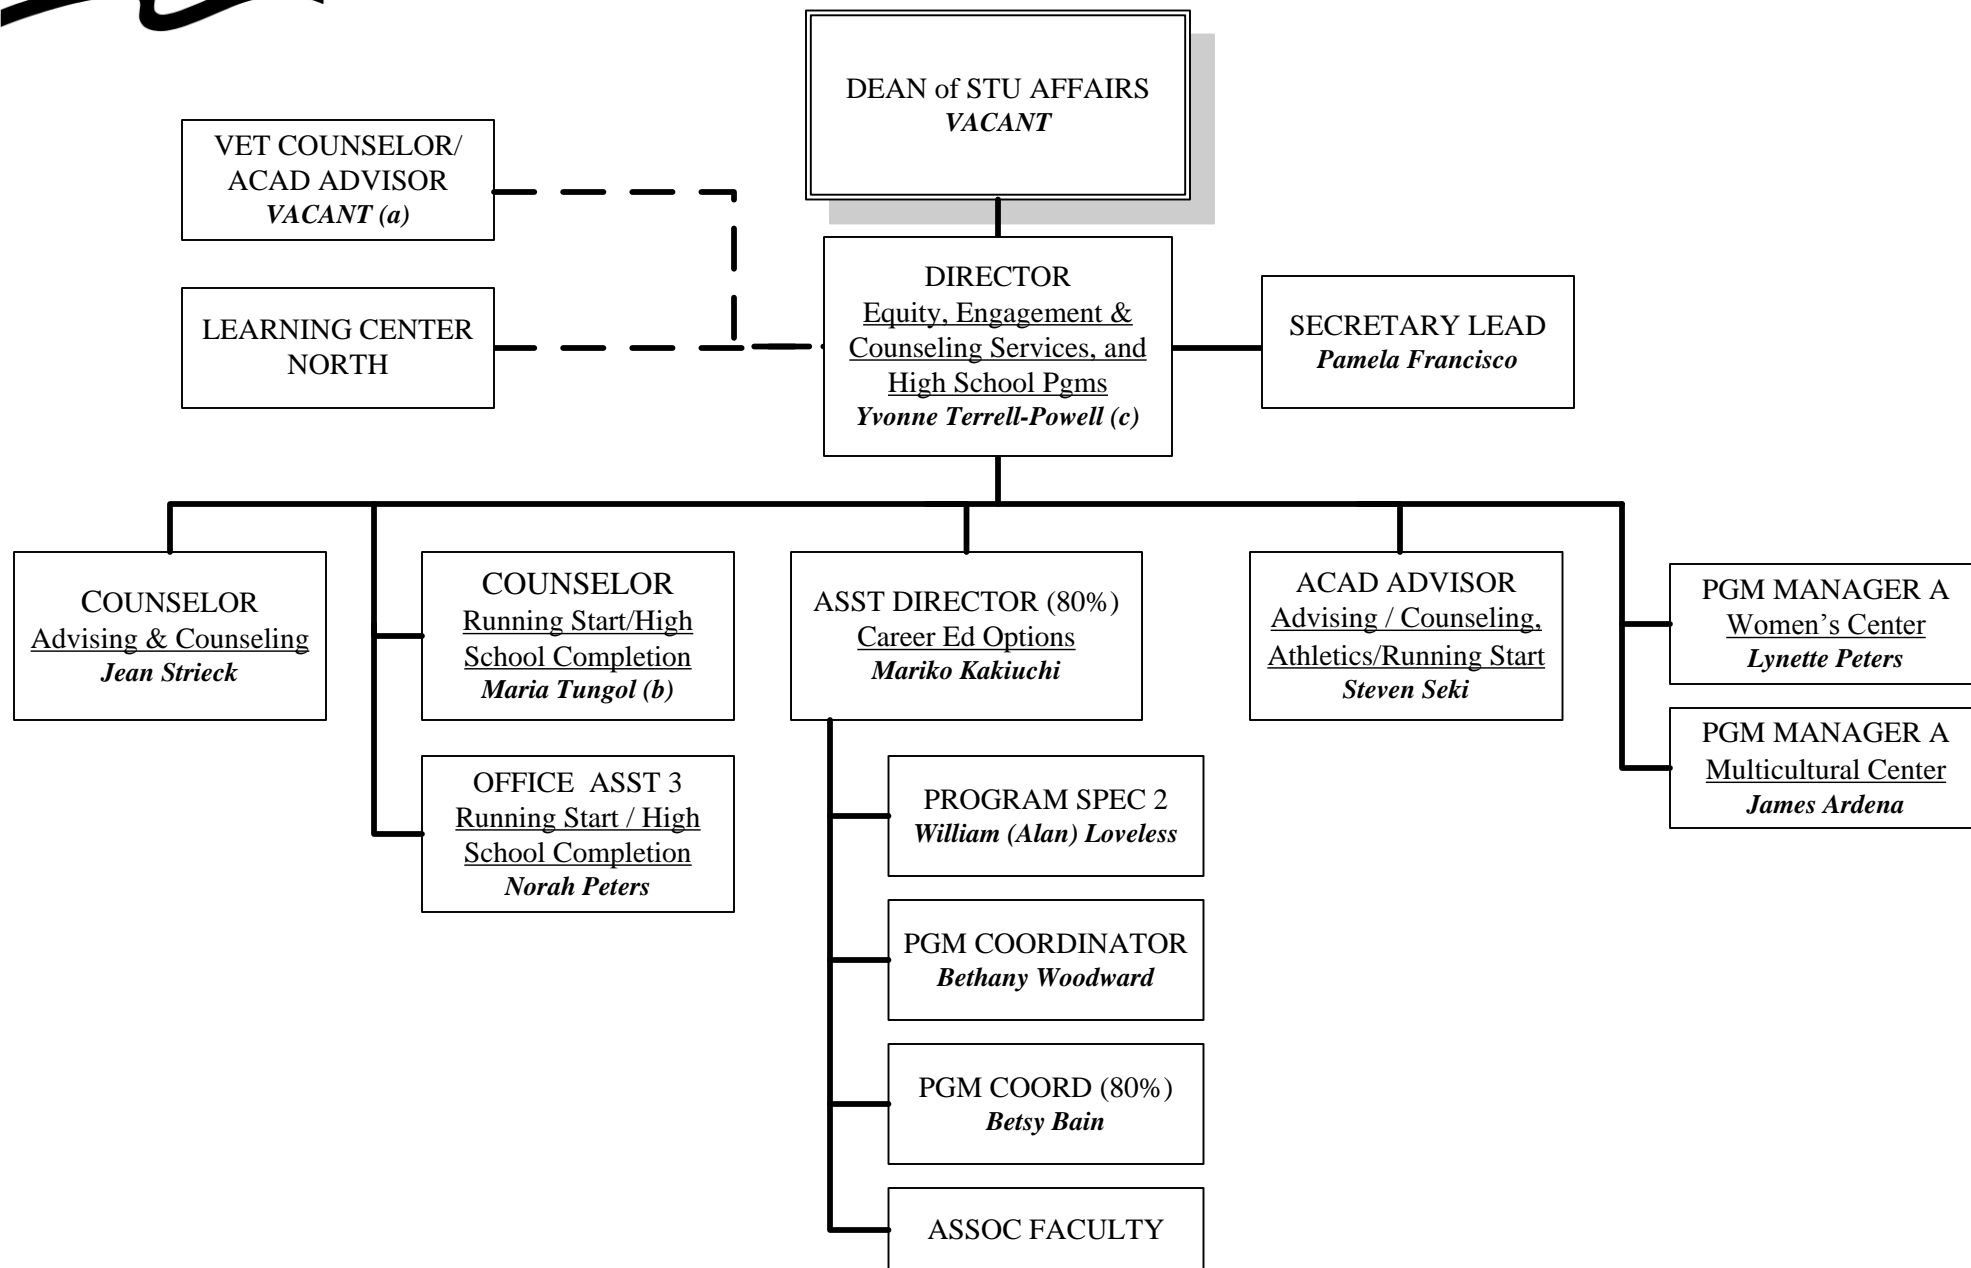 DEAN of STU AFFAIRS
VACANT
VET COUNSELOR/
ACAD ADVISOR
VACANT (a)
LEARNING CENTER
NORTH
DIRECTOR
Equity, Engagement &
Counseling Services, and
High School Pgms
Yvonne Terrell-Powell (c)
SECRETARY LEAD
Pamela Francisco
COUNSELOR
Advising & Counseling
Jean Strieck
COUNSELOR
Running Start/High
School Completion
Maria Tungol (b)
OFFICE ASST 3
Running Start / High
School Completion
Norah Peters
ASST DIRECTOR (80%)
Career Ed Options
Mariko Kakiuchi
PROGRAM SPEC 2
William (Alan) Loveless
PGM COORDINATOR
Bethany Woodward
PGM COORD (80%)
Betsy Bain
ASSOC FACULTY
ACAD ADVISOR
Advising / Counseling,
Athletics/Running Start
Steven Seki
PGM MANAGER A
Women’s Center
Lynette Peters
PGM MANAGER A
Multicultural Center
James Ardena